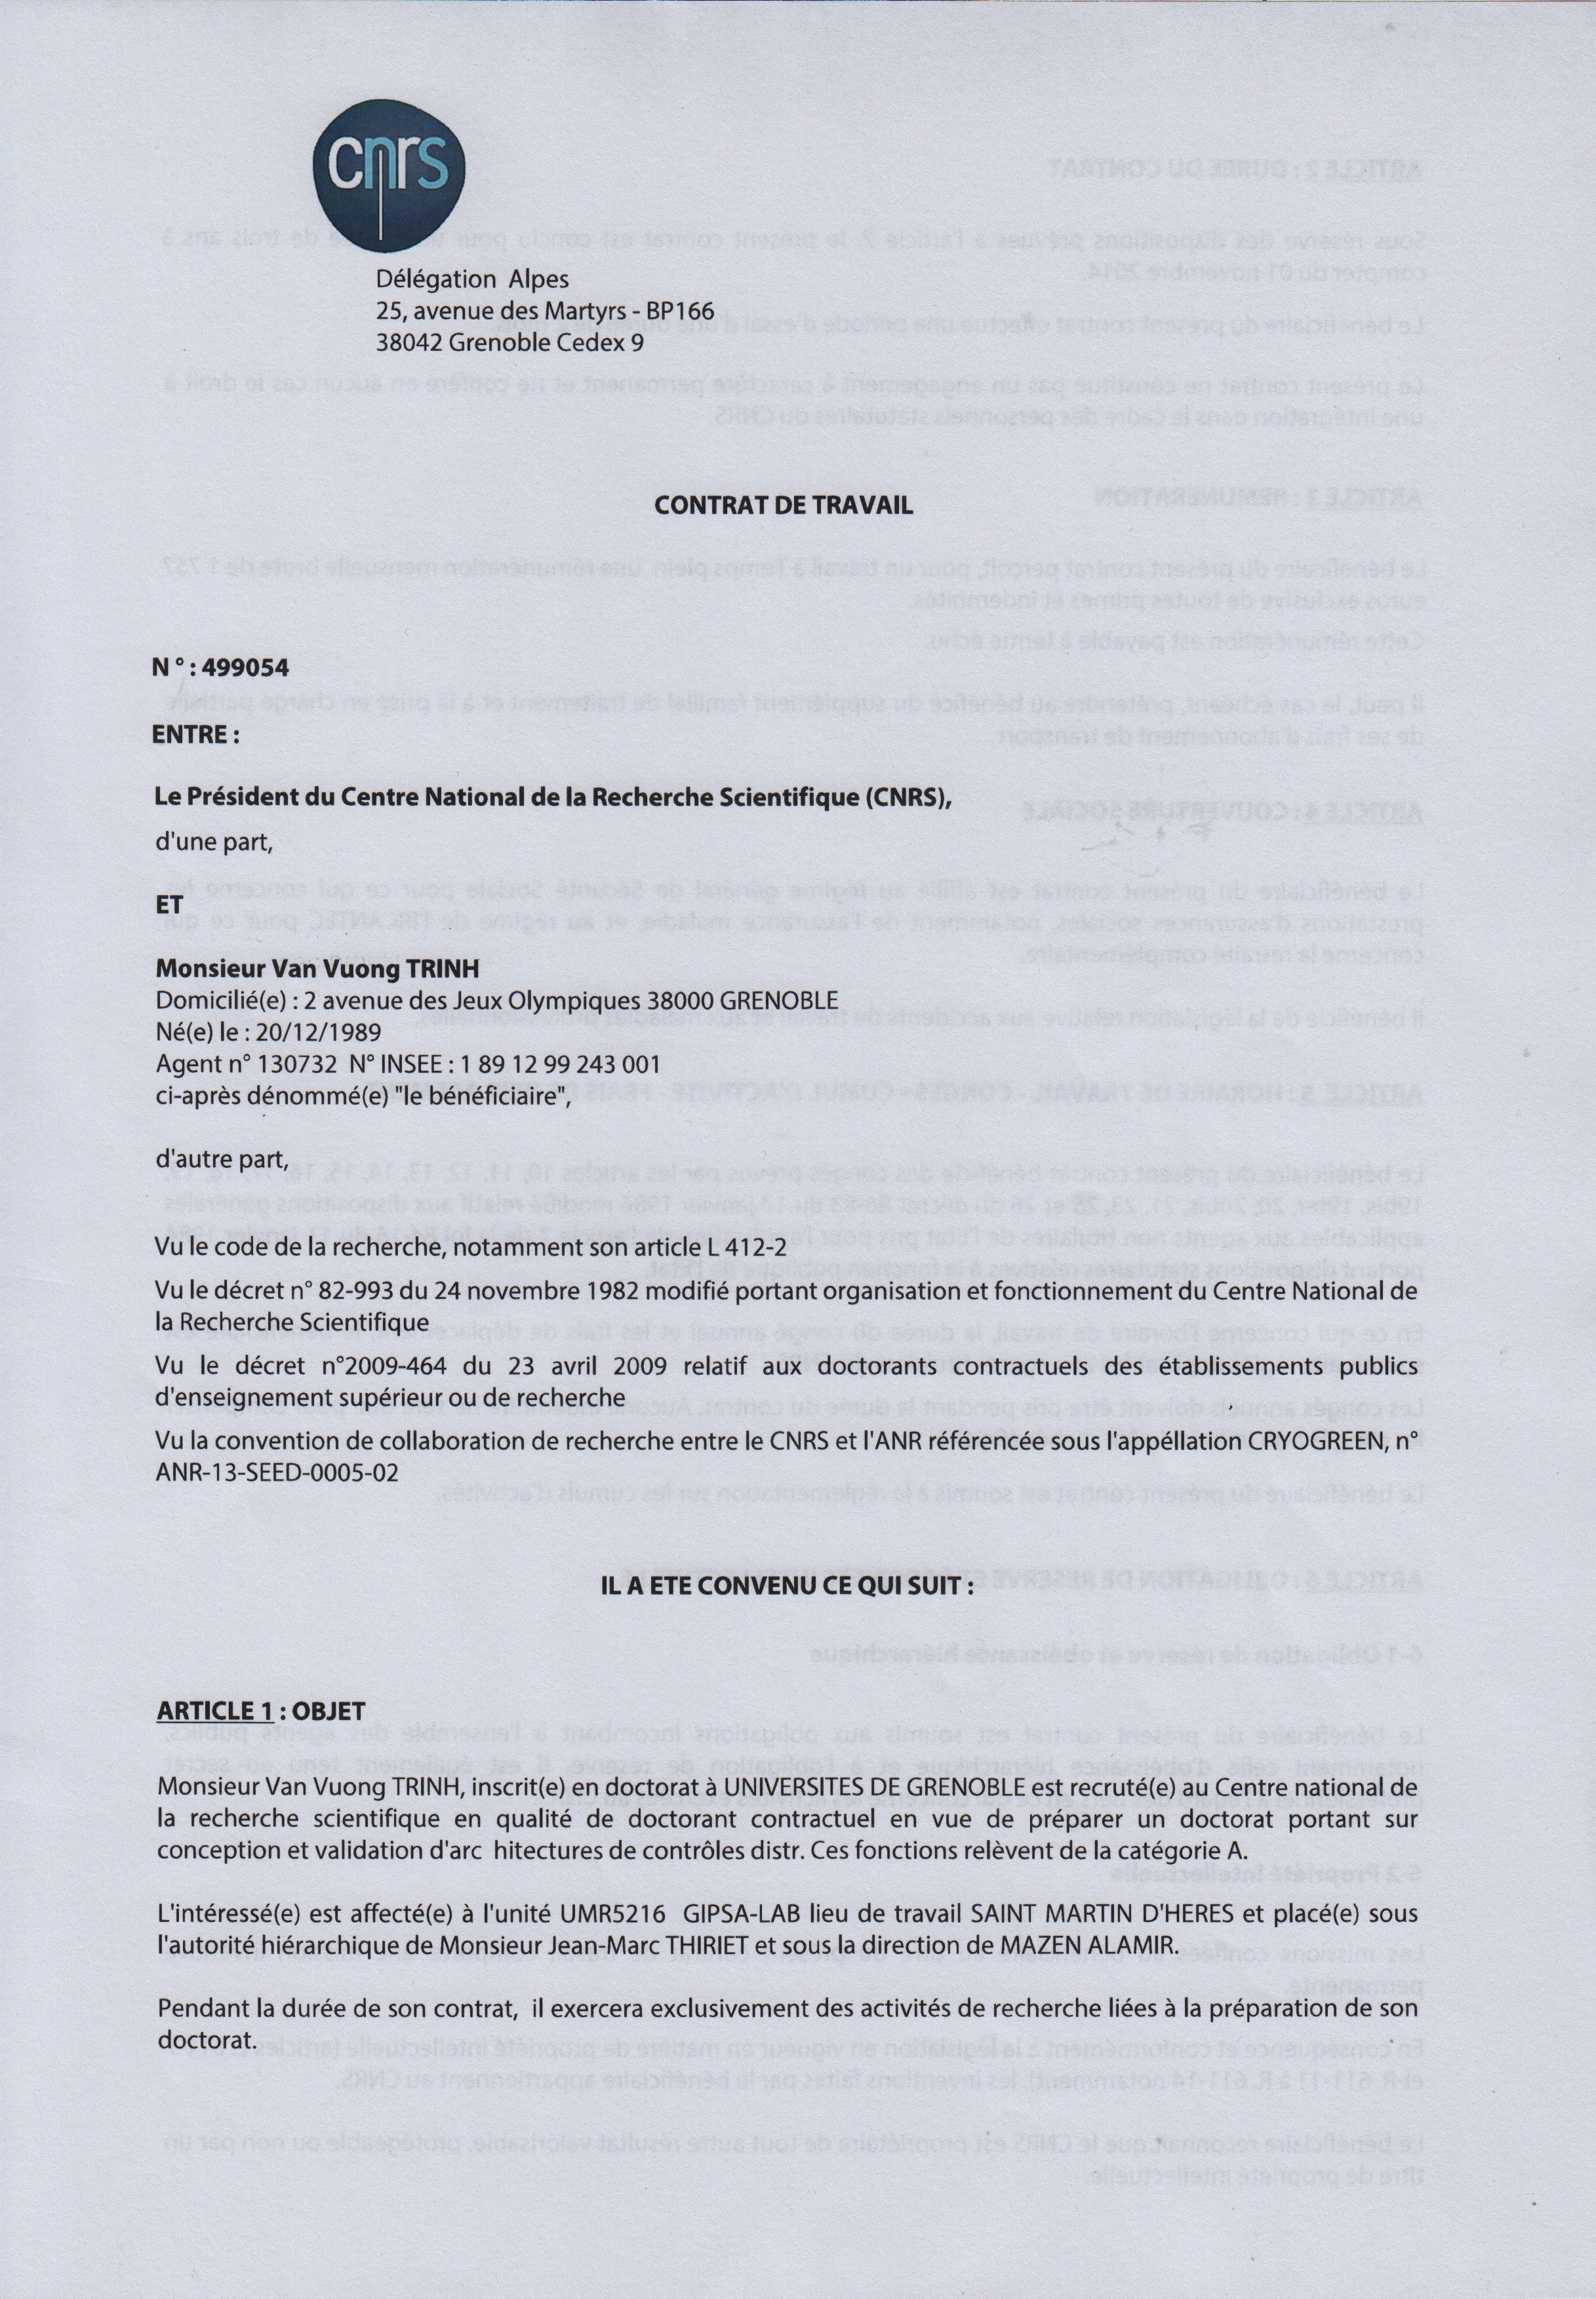 cnrs
Délégation Alpes
25, avenue des Martyrs - BP166
38042 Grenoble Cedex 9
CONTRAT DE TRAVAIL
N° : 499054
ENTRE :
Le Président du Centre National de la Recherche Scientifique (CNRS),
d'une part,
ET
Monsieur Van Vuong TRINH
Domicilié(e) : 2 avenue des Jeux Olympiques 38000 GRENOBLE
Né(e) le : 20/12/1989
Agent n° 130732 N° INSEE : 1 89 12 99 243 001
ci-après dénommé(e) "le bénéficiaire",
d'autre part,
Vu le code de la recherche, notamment son article L 412-2
Vu le décret n° 82-993 du 24 novembre 1982 modifié portant organisation et fonctionnement du Centre National de
la Recherche Scientifique
Vu le décret n°2009-464 du 23 avril 2009 relatif aux doctorants contractuels des établissements publics
d'enseignement supérieur ou de recherche
Vu la convention de collaboration de recherche entre le CNRS et l'ANR référencée sous l'appéllation CRYOGREEN, n°
ANR-13-SEED-0005-02
IL A ETE CONVENU CE QUI SUIT :
ARTICLE 1 : OBJET
Monsieur Van Vuong TRINH, inscrit(e) en doctorat à UNIVERSITES DE GRENOBLE est recruté(e) au Centre national de
la recherche scientifique en qualité de doctorant contractuel en vue de préparer un doctorat portant sur
conception et validation d'arc hitectures de contrôles distr. Ces fonctions relèvent de la catégorie A.
L'intéressé(e) est affecté(e) à l'unité UMR5216 GIPSA-LAB lieu de travail SAINT MARTIN D'HERES et placé(e) sous
l'autorité hiérarchique de Monsieur Jean-Marc THIRIET et sous la direction de MAZEN ALAMIR.
Pendant la durée de son contrat, il exercera exclusivement des activités de recherche liées à la préparation de son
doctorat.